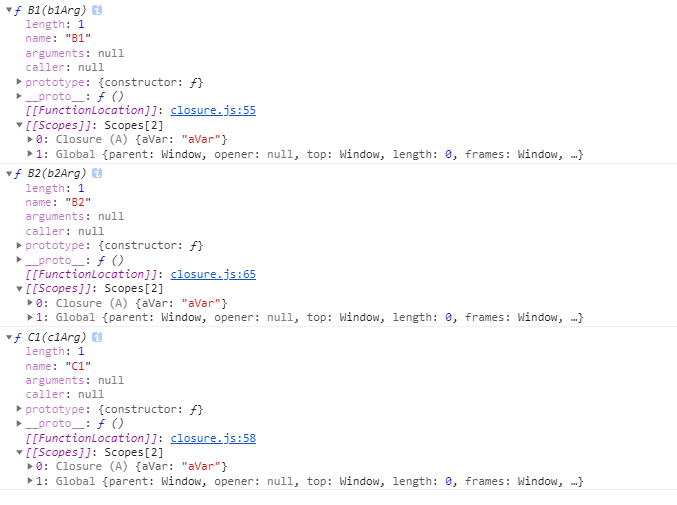 ▼ƒ B1(b1Arg) i
length: 1
name: "B1"
arguments: null
caller: null
▶prototype: {constructor: ƒ}
▶__proto__: ƒ ()
[[FunctionLocation]]: closure.js:55
▼[[Scopes]]: Scopes[2]
▶0: Closure (A) {aVar: "aVar"}
▶1: Global {parent: Window, opener: null, top: Window, length: 0, frames: Window, …}
▼ƒ B2(b2Arg) i
length: 1
name: "B2"
arguments: null
caller: null
▶prototype: {constructor: ƒ}
▶__proto__: ƒ ()
[[FunctionLocation]]: closure.js:65
▼[[Scopes]]: Scopes[2]
▶0: Closure (A) {aVar: "aVar"}
▶1: Global {parent: Window, opener: null, top: Window, length: 0, frames: Window, …}
▼ƒ C1(c1Arg) i
length: 1
name: "C1"
arguments: null
caller: null
▶prototype: {constructor: ƒ}
▶__proto__: ƒ ()
[[FunctionLocation]]: closure.js:58
▼[[Scopes]]: Scopes[2]
▶0: Closure (A) {aVar: "aVar"}
▶1: Global {parent: Window, opener: null, top: Window, length: 0, frames: Window, …}